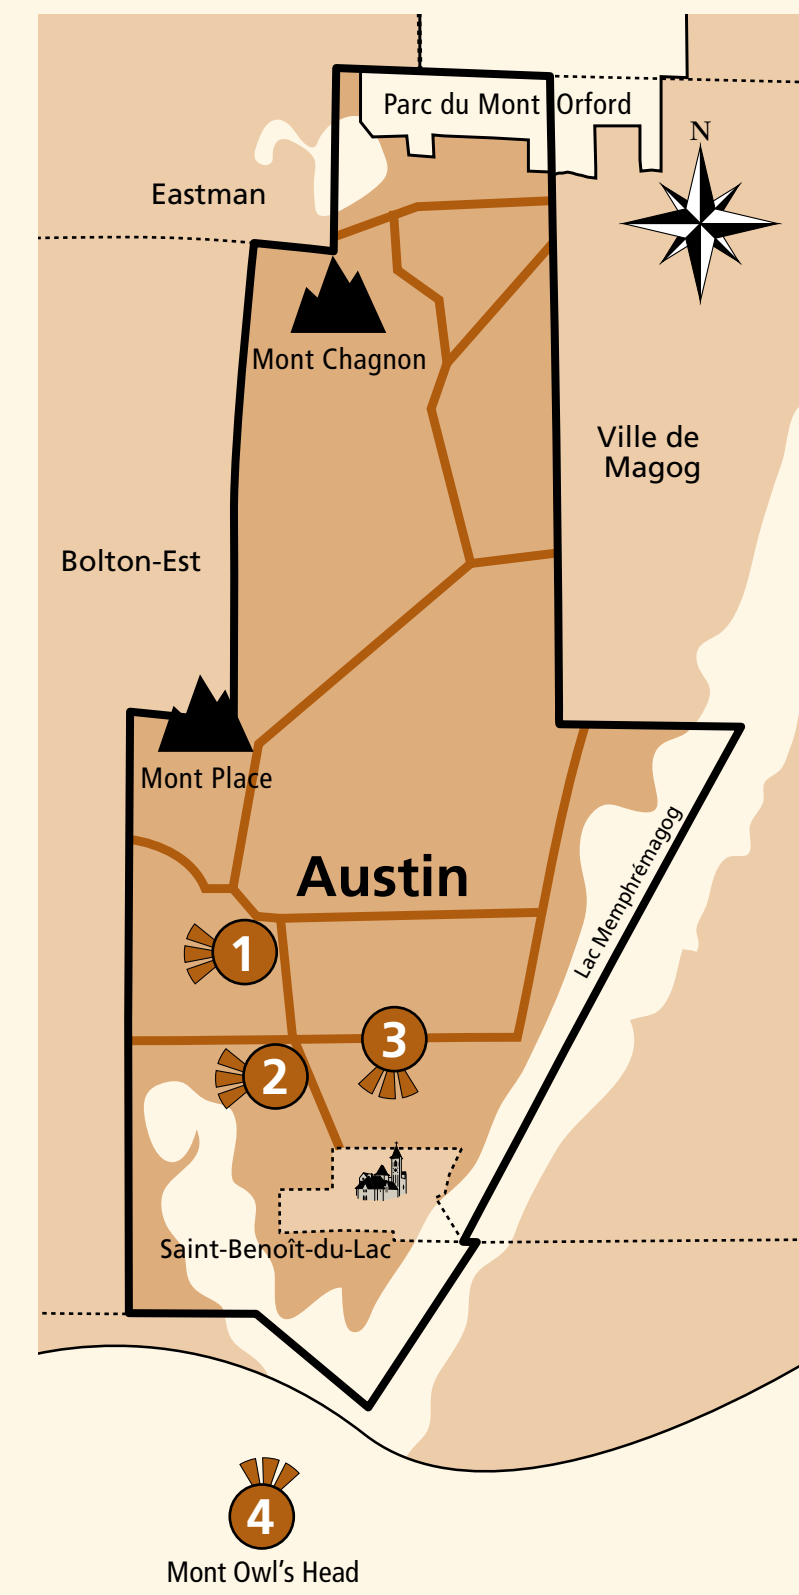 Parc du Mont Orford
N
Eastman
Mont Chagnon
Ville de
Magog
Bolton-Est
Mont Place
Austin
Lac Memphrémagog
1
3
2
Saint-Benoît-du-Lac
4
Mont Owl's Head